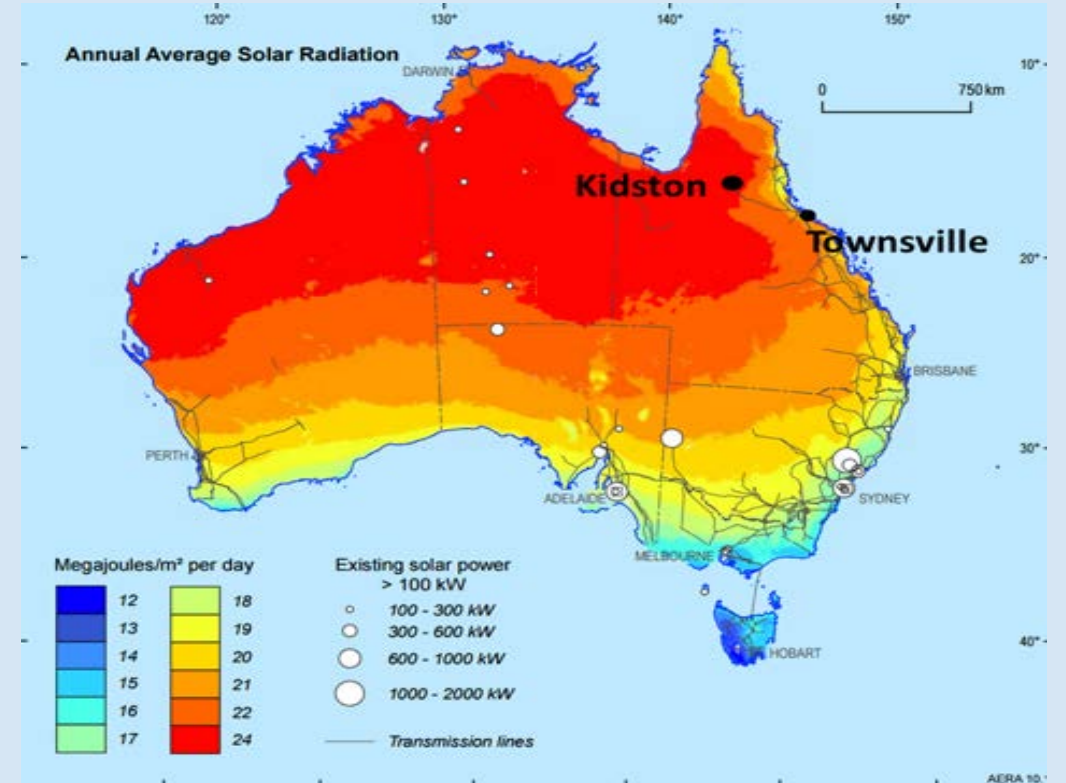 120°
130°
140°
150°
Annual Average Solar Radiation
DARWIN
10°
0
750 km
Kidston
Townsville
20°
BRISBANE
30°
PERTH
ADELAIDE
SYDNEY
MELBOURNE
Megajoules/m² per day
Existing solar power
> 100 kW
12
18
100 - 300 kW
13
19
300 - 600 kW
14
20
600 - 1000 kW
15
21
1000 - 2000 kW
16
22
17
24
Transmission lines
40°
HOBART
AERA 10.